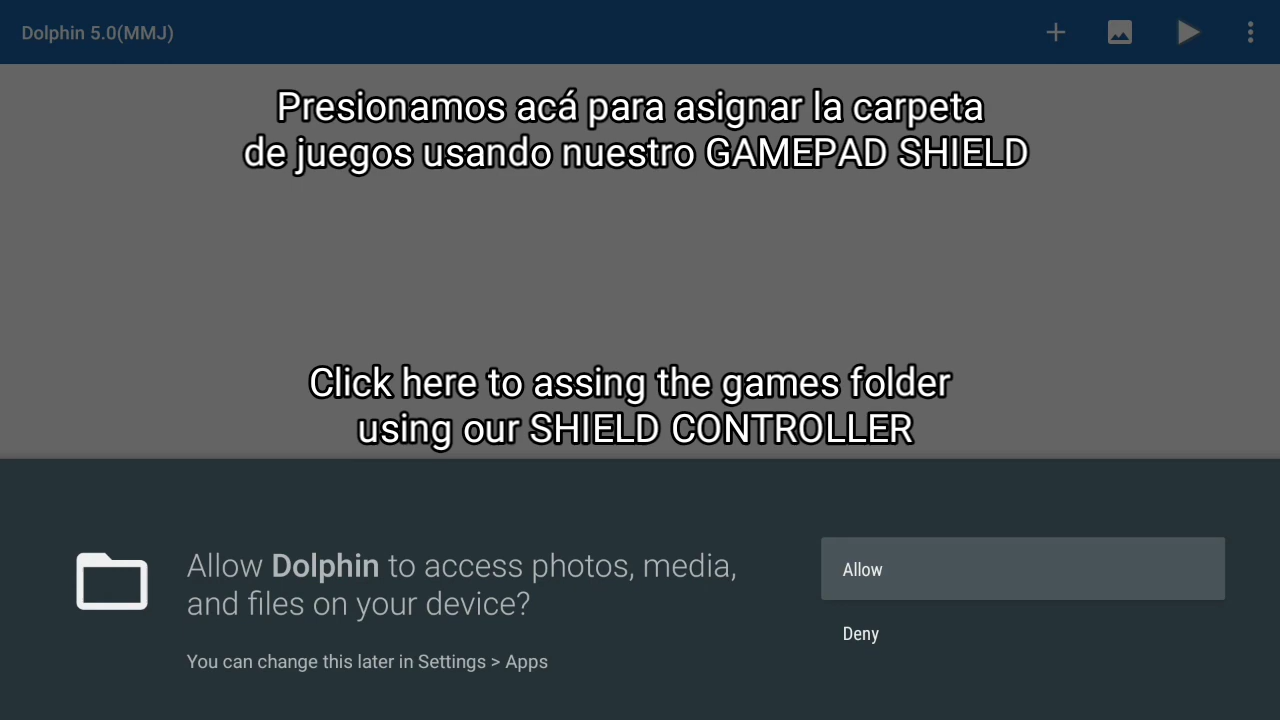 Dolphin 5.0(MMJ)
Presionamos acá para asignar la carpeta
de juegos usando nuestro GAMEPAD SHIELD
Click here to assing the games folder
using our SHIELD CONTROLLER
Allow Dolphin to access photos, media,
and files on your device?
You can change this later in Settings > Apps
Allow
Deny